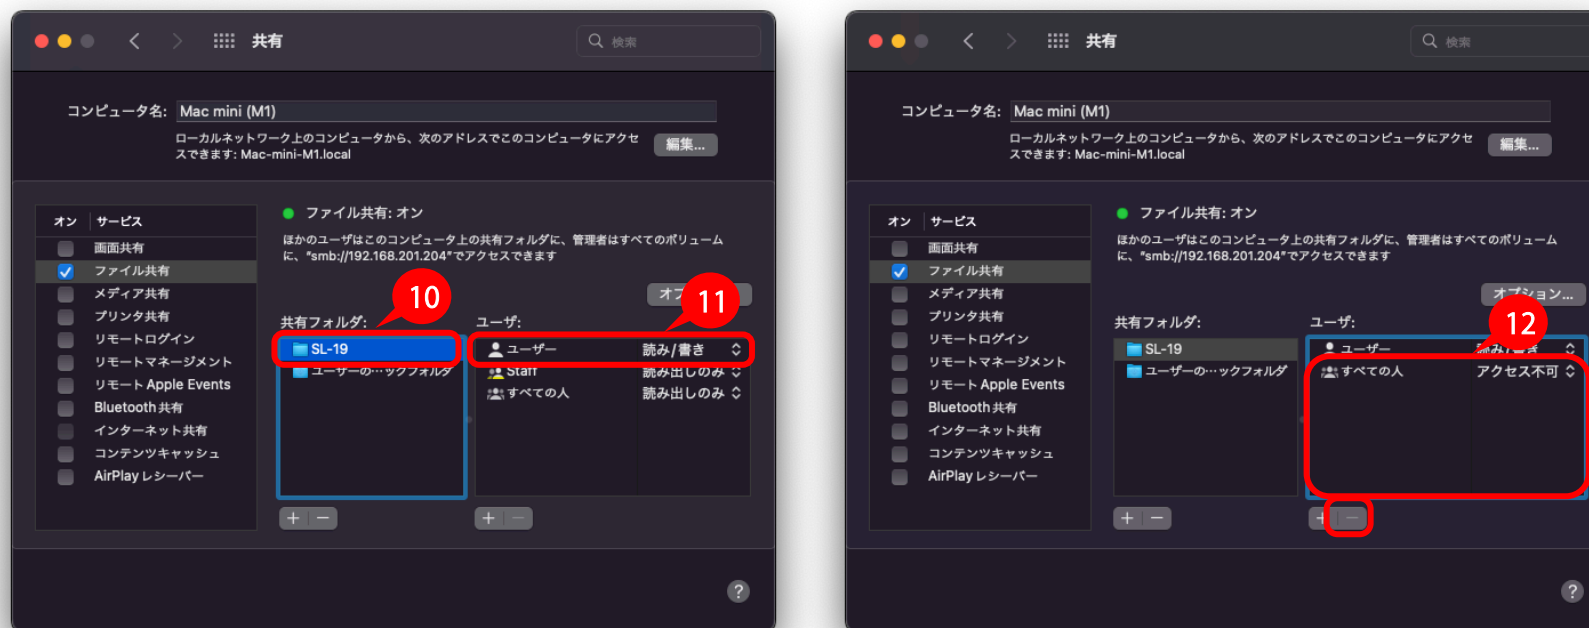 共有
検索
コンピュータ名: Mac mini (M1)
ローカルネットワーク上のコンピュータから、次のアドレスでこのコンピュータにアクセ
スできます: Mac-mini-M1.local
編集...
オン サービス
画面共有
ファイル共有
メディア共有
プリンタ共有
リモートログイン
リモートマネージメント
リモート Apple Events
Bluetooth 共有
インターネット共有
コンテンツキャッシュ
AirPlay レシーバー
ファイル共有: オン
ほかのユーザはこのコンピュータ上の共有フォルダに、管理者はすべてのボリューム
に、"smb://192.168.201.204"でアクセスできます
10
11
共有フォルダ:
SL-19
ユーザーの…ックフォルダ
ユーザ:
ユーザー 読み/書き
Staff 読み出しのみ
すべての人 読み出しのみ
+ −
+ −
?
共有
検索
コンピュータ名: Mac mini (M1)
ローカルネットワーク上のコンピュータから、次のアドレスでこのコンピュータにアクセ
スできます: Mac-mini-M1.local
編集...
オン サービス
画面共有
ファイル共有
メディア共有
プリンタ共有
リモートログイン
リモートマネージメント
リモート Apple Events
Bluetooth 共有
インターネット共有
コンテンツキャッシュ
AirPlay レシーバー
ファイル共有: オン
ほかのユーザはこのコンピュータ上の共有フォルダに、管理者はすべてのボリューム
に、"smb://192.168.201.204"でアクセスできます
オプション...
12
共有フォルダ:
SL-19
ユーザーの…ックフォルダ
ユーザ:
ユーザー 読み/書き
すべての人 アクセス不可
+ −
+ −
?